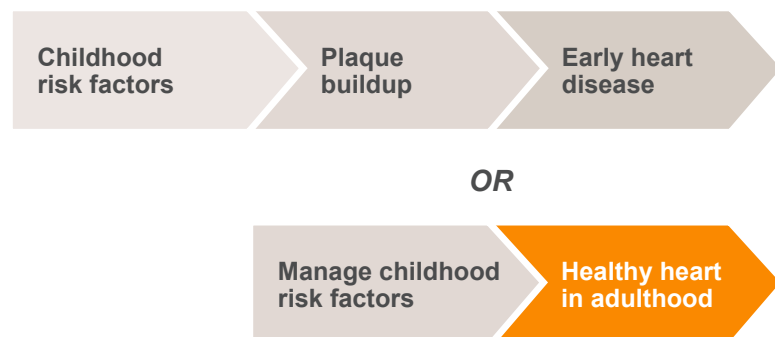 Childhood
risk factors
Plaque
buildup
Early heart
disease
OR
Manage childhood
risk factors
Healthy heart
in adulthood